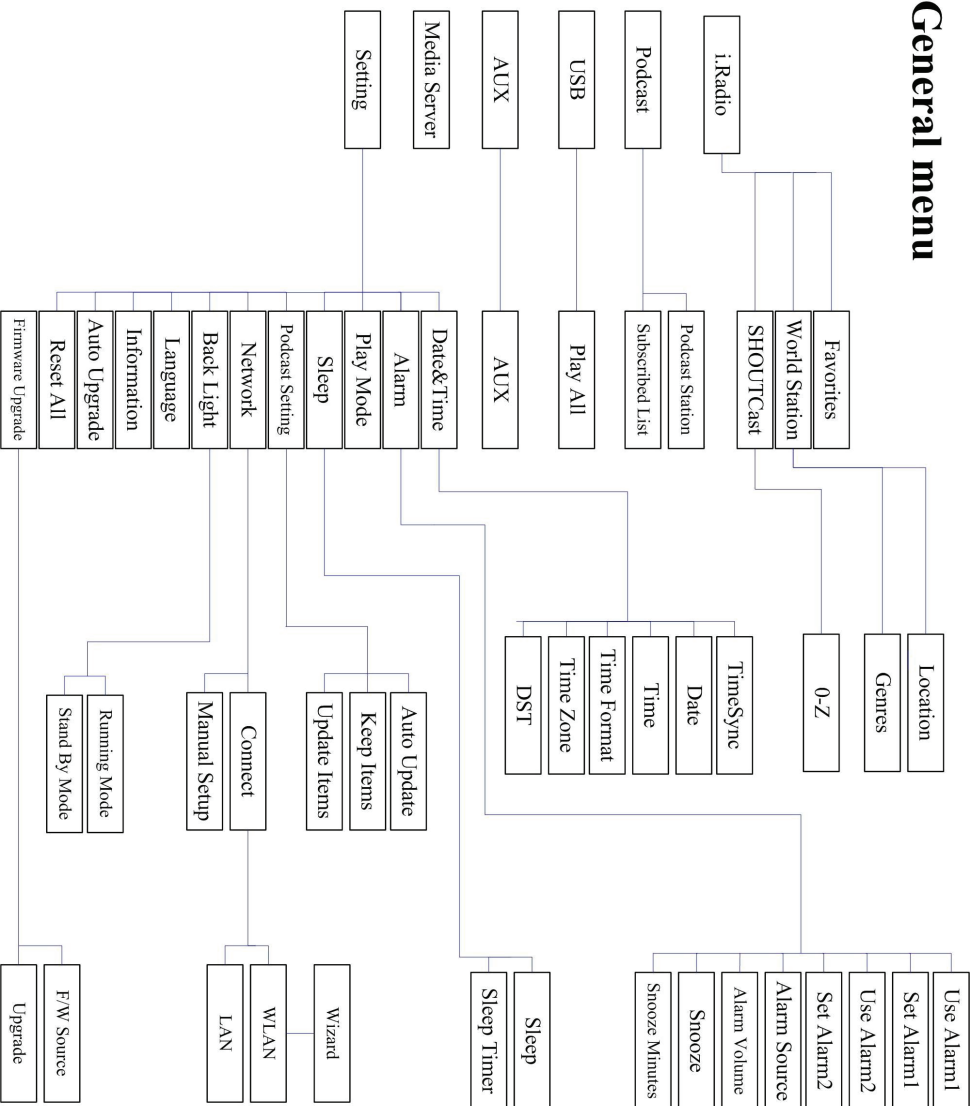 General menu
i.Radio
Podcast
USB
AUX
Media Server
Setting
Favorites
World Station
SHOUTCast
Podcast Station
Subscribed List
Play All
AUX
Date&Time
Alarm
Play Mode
Sleep
Podcast Setting
Network
Back Light
Language
Information
Auto Upgrade
Reset All
Firmware Upgrade
Location
Genres
0-Z
TimeSync
Date
Time
Time Format
Time Zone
DST
Auto Update
Keep Items
Update Items
Connect
Manual Setup
Running Mode
Stand By Mode
Use Alarm1
Set Alarm1
Use Alarm2
Set Alarm2
Alarm Source
Alarm Volume
Snooze
Snooze Minutes
Sleep
Sleep Timer
Wizard
WLAN
LAN
F/W Source
Upgrade